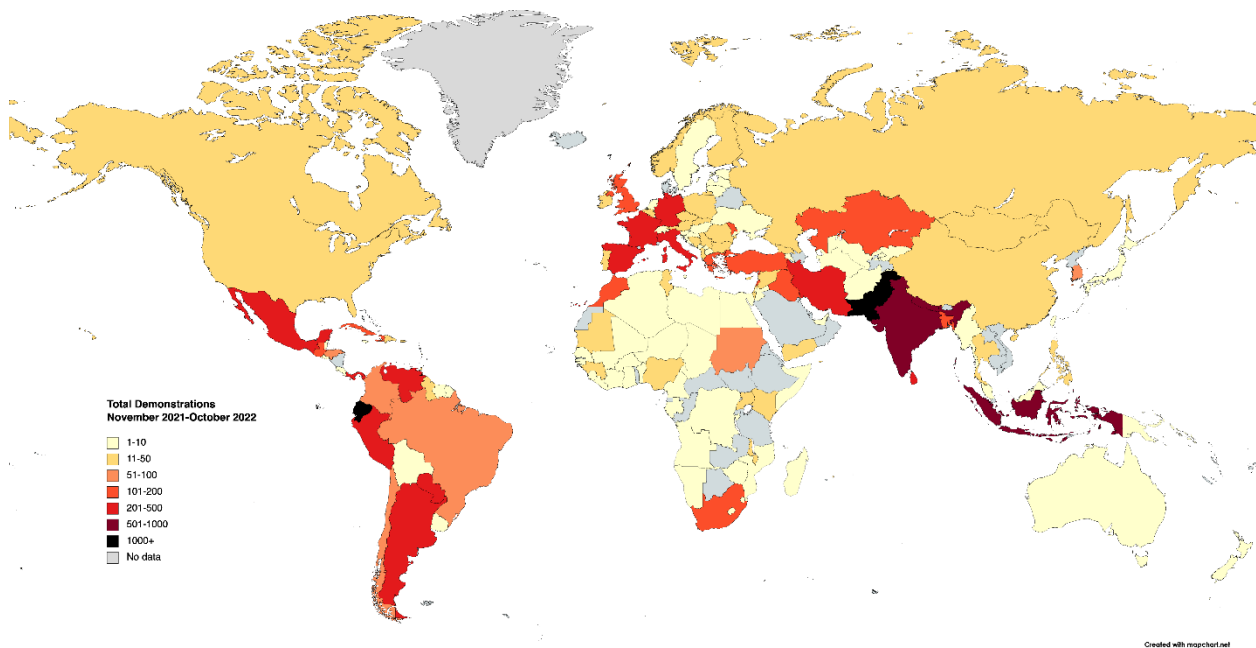 Total Demonstrations
November 2021-October 2022
1-10
11-50
51-100
101-200
201-500
501-1000
1000+
No data
Created with mapchart.net